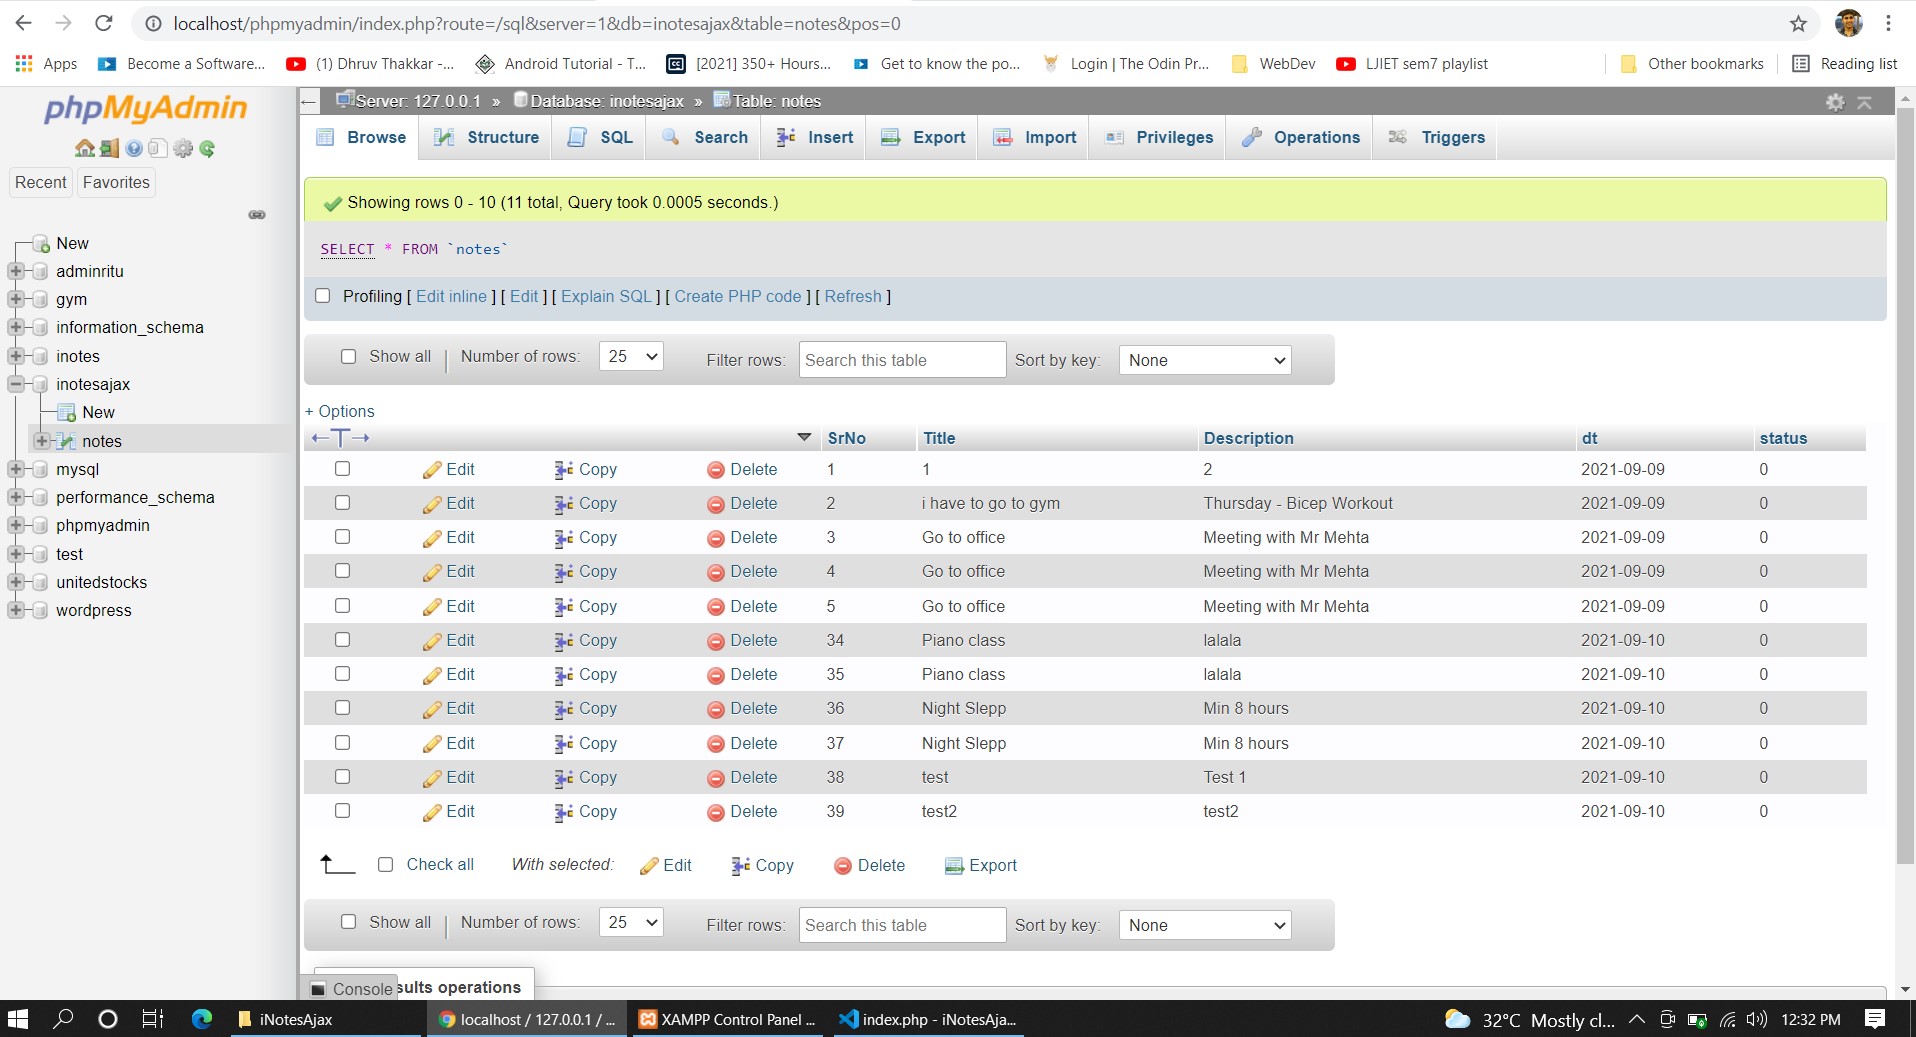 localhost/phpmyadmin/index.php?route=/sql&server=1&db=inotesajax&table=notes&pos=0
Apps Become a Software... (1) Dhruv Thakkar -... Android Tutorial - T... [2021] 350+ Hours... Get to know the po... Login | The Odin Pr... WebDev LJIET sem7 playlist Other bookmarks Reading list
phpMyAdmin
Recent Favorites
New
adminritu
gym
information_schema
inotes
inotesajax
New
notes
mysql
performance_schema
phpmyadmin
test
unitedstocks
wordpress
Server: 127.0.0.1 » Database: inotesajax » Table: notes
Browse Structure SQL Search Insert Export Import Privileges Operations Triggers
Showing rows 0 - 10 (11 total, Query took 0.0005 seconds.)
SELECT * FROM `notes`
Profiling [ Edit inline ] [ Edit ] [ Explain SQL ] [ Create PHP code ] [ Refresh ]
Show all | Number of rows: 25 Filter rows: Search this table Sort by key: None
+ Options
←T→ SrNo Title Description dt status
Edit Copy Delete 1 1 2 2021-09-09 0
Edit Copy Delete 2 i have to go to gym Thursday - Bicep Workout 2021-09-09 0
Edit Copy Delete 3 Go to office Meeting with Mr Mehta 2021-09-09 0
Edit Copy Delete 4 Go to office Meeting with Mr Mehta 2021-09-09 0
Edit Copy Delete 5 Go to office Meeting with Mr Mehta 2021-09-09 0
Edit Copy Delete 34 Piano class lalala 2021-09-10 0
Edit Copy Delete 35 Piano class lalala 2021-09-10 0
Edit Copy Delete 36 Night Slepp Min 8 hours 2021-09-10 0
Edit Copy Delete 37 Night Slepp Min 8 hours 2021-09-10 0
Edit Copy Delete 38 test Test 1 2021-09-10 0
Edit Copy Delete 39 test2 test2 2021-09-10 0
Check all With selected: Edit Copy Delete Export
Show all | Number of rows: 25 Filter rows: Search this table Sort by key: None
Console sults operations
iNotesAjax localhost / 127.0.0.1 / ... XAMPP Control Panel ... index.php - iNotesAja... 32°C Mostly cl... 12:32 PM